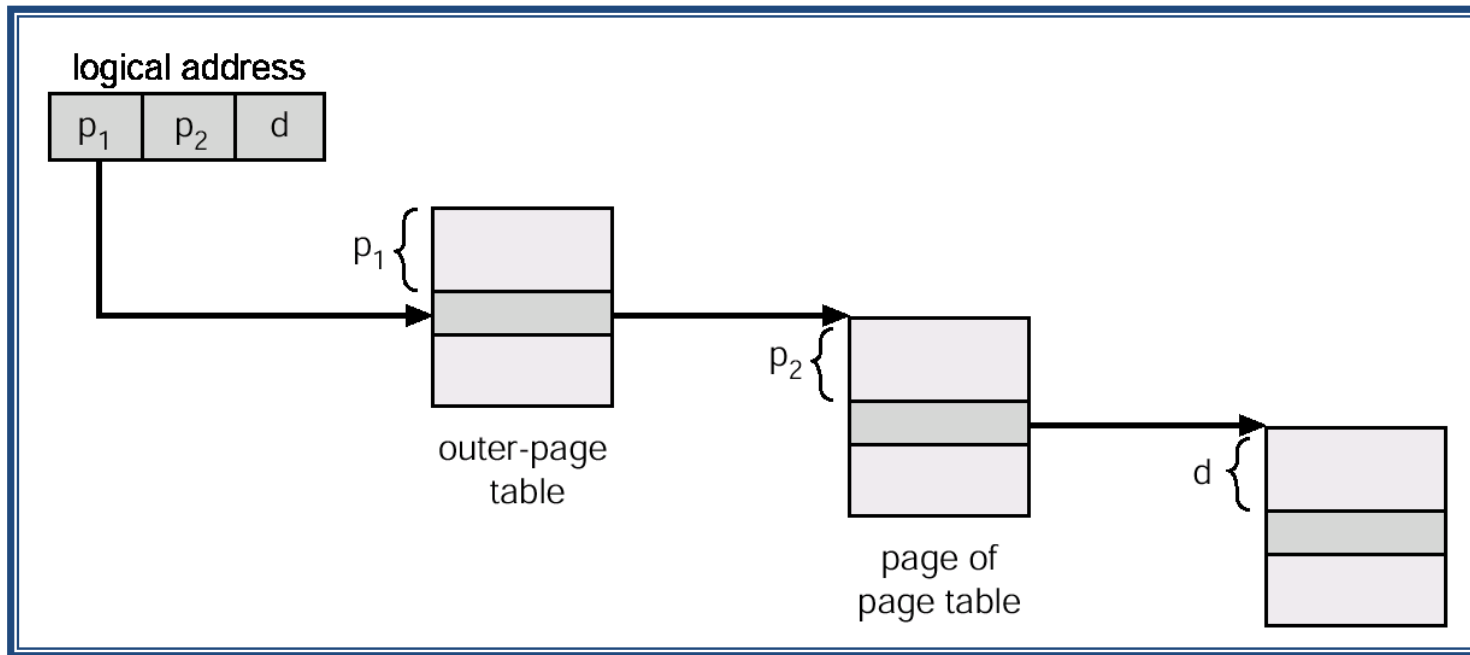 logical address
p₁ p₂ d
p₁
outer-page
table
p₂
page of
page table
d